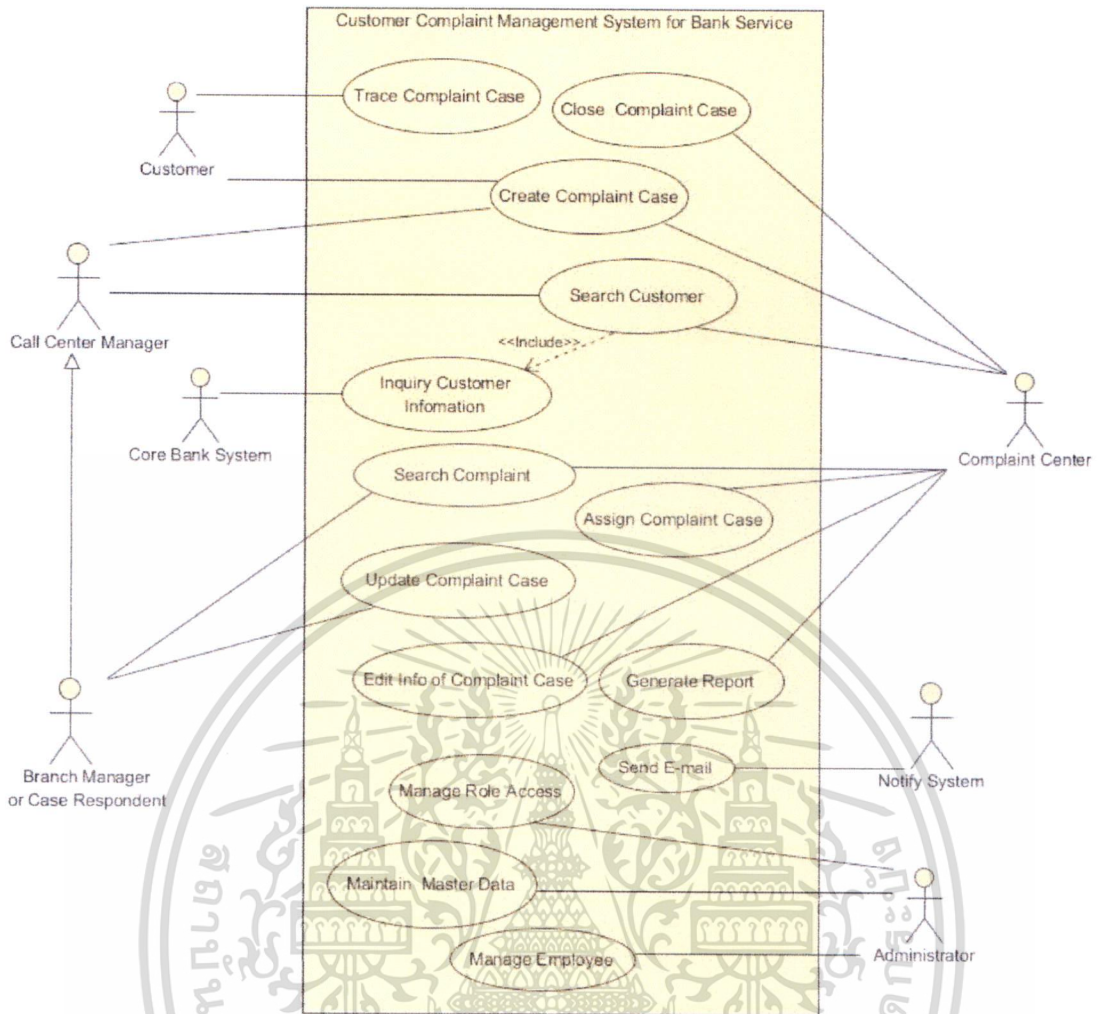 Customer Complaint Management System for Bank Service
Trace Complaint Case
Close Complaint Case
Customer
Create Complaint Case
Search Customer
Call Center Manager
<<Include>>
Inquiry Customer
Infomation
Core Bank System
Complaint Center
Search Complaint
Assign Complaint Case
Update Complaint Case
Edit Info of Complaint Case
Generate Report
Branch Manager
or Case Respondent
Send E-mail
Notify System
Manage Role Access
Maintain Master Data
Administrator
Manage Employee